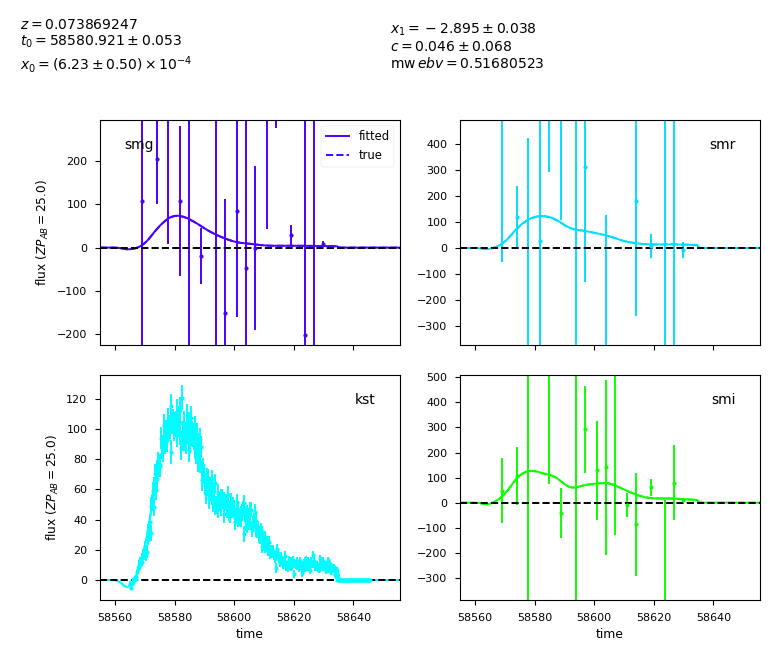 z = 0.073869247
t₀ = 58580.921 ± 0.053
x₀ = (6.23 ± 0.50) × 10⁻⁴
x₁ = −2.895 ± 0.038
c = 0.046 ± 0.068
mw ebv = 0.51680523
smg
fitted
true
200
100
0
−100
−200
flux (ZP_AB = 25.0)
smr
400
300
200
100
0
−100
−200
−300
kst
120
100
80
60
40
20
0
flux (ZP_AB = 25.0)
58560 58580 58600 58620 58640
time
smi
500
400
300
200
100
0
−100
−200
−300
58560 58580 58600 58620 58640
time